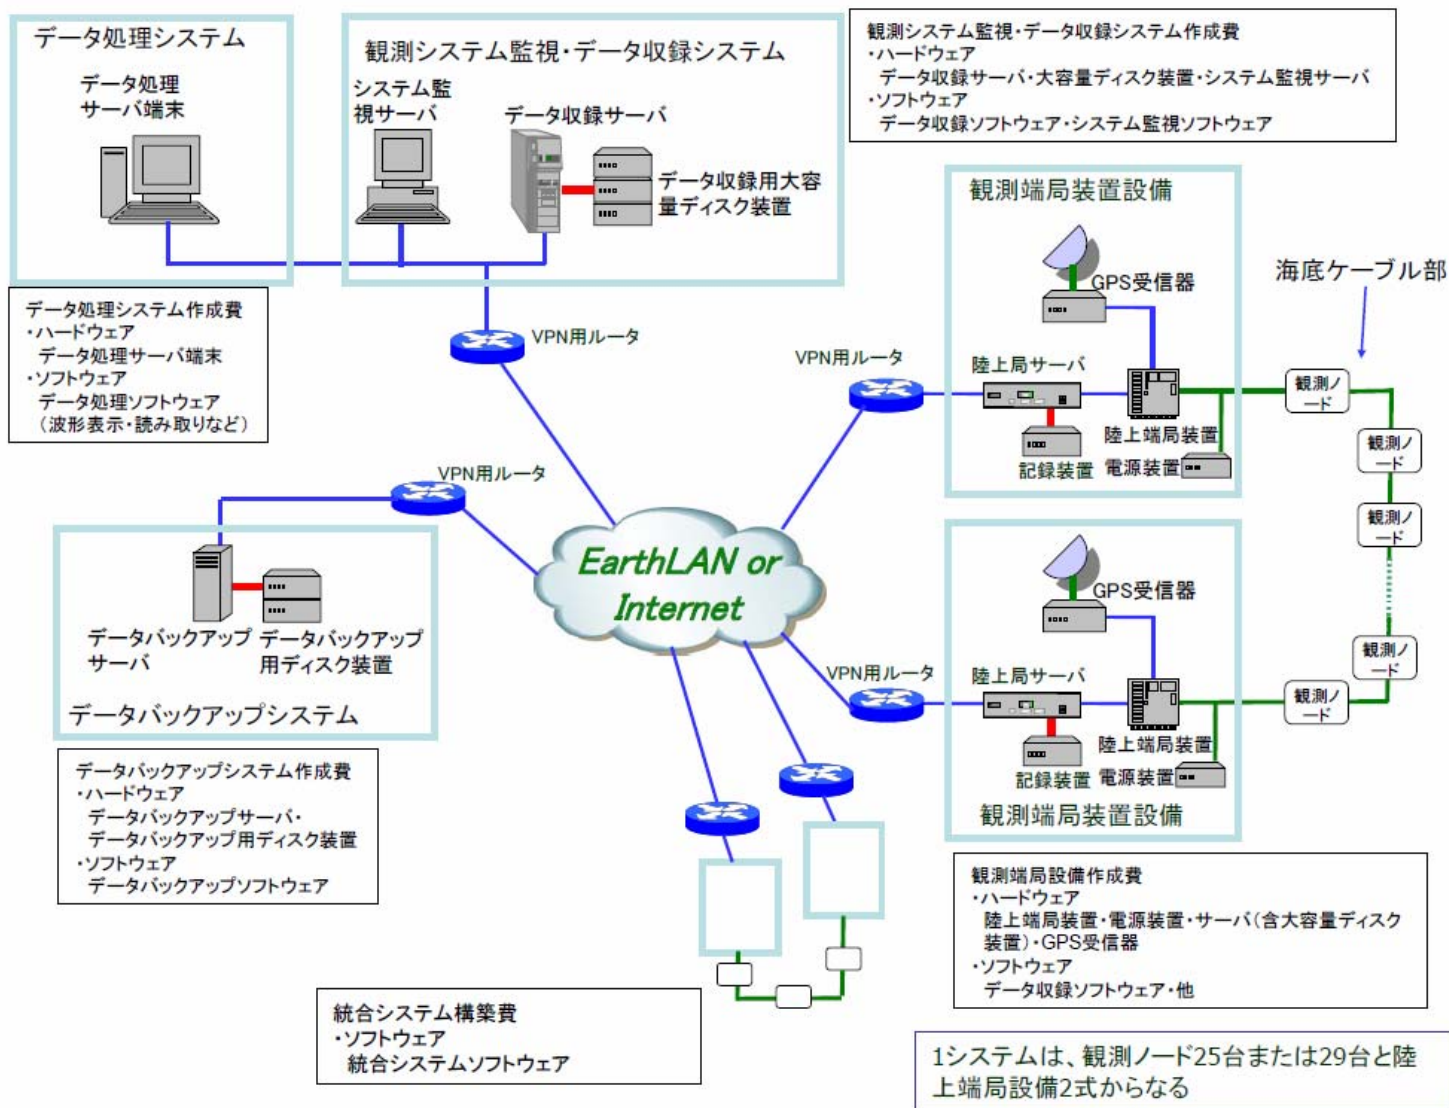 データ処理システム
データ処理
サーバ端末
観測システム監視・データ収録システム
システム監
視サーバ
データ収録サーバ
データ収録用大容
量ディスク装置
観測システム監視・データ収録システム作成費
・ハードウェア
データ収録サーバ・大容量ディスク装置・システム監視サーバ
・ソフトウェア
データ収録ソフトウェア・システム監視ソフトウェア
データ処理システム作成費
・ハードウェア
データ処理サーバ端末
・ソフトウェア
データ処理ソフトウェア
(波形表示・読み取りなど)
VPN用ルータ
VPN用ルータ
観測端局装置設備
GPS受信器
陸上局サーバ
陸上端局装置
記録装置
電源装置
海底ケーブル部
観測ノ
ード
観測ノ
ード
観測ノ
ード
観測ノ
ード
観測ノ
ード
VPN用ルータ
EarthLAN or
Internet
データバックアップ
サーバ
データバックアップ
用ディスク装置
データバックアップシステム
VPN用ルータ
GPS受信器
陸上局サーバ
陸上端局装置
記録装置
電源装置
観測端局装置設備
データバックアップシステム作成費
・ハードウェア
データバックアップサーバ・
データバックアップ用ディスク装置
・ソフトウェア
データバックアップソフトウェア
観測端局設備作成費
・ハードウェア
陸上端局装置・電源装置・サーバ(含大容量ディスク
装置)・GPS受信器
・ソフトウェア
データ収録ソフトウェア・他
統合システム構築費
・ソフトウェア
統合システムソフトウェア
1システムは、観測ノード25台または29台と陸
上端局設備2式からなる